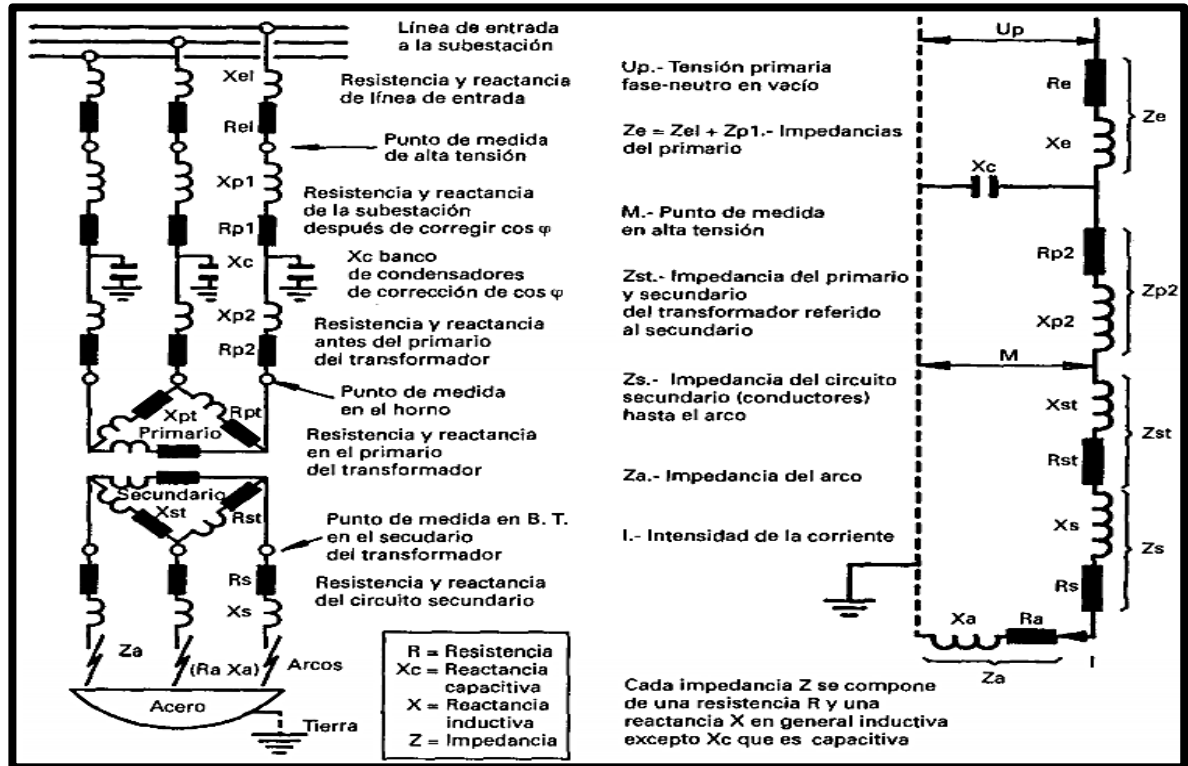 Línea de entrada
a la subestación
Xel
Resistencia y reactancia
de línea de entrada
Rel
Punto de medida
de alta tensión
Xp1
Resistencia y reactancia
de la subestación
después de corregir cos φ
Rp1
Xc
Xc banco
de condensadores
de corrección de cos φ
Xp2
Resistencia y reactancia
antes del primario
del transformador
Rp2
Punto de medida
en el horno
Xpt
Rpt
Primario
Resistencia y reactancia
en el primario
del transformador
Secundario
Xst
Rst
Punto de medida en B. T.
en el secudario
del transformador
Rs
Resistencia y reactancia
del circuito secundario
Xs
Za
(Ra Xa)
Arcos
Acero
Tierra
R = Resistencia
Xc = Reactancia
capacitiva
X = Reactancia
inductiva
Z = Impedancia
Up.- Tensión primaria
fase-neutro en vacío
Ze = Zel + Zp1.- Impedancias
del primario
M.- Punto de medida
en alta tensión
Zst.- Impedancia del primario
y secundario
del transformador referido
al secundario
Zs.- Impedancia del circuito
secundario (conductores)
hasta el arco
Za.- Impedancia del arco
I.- Intensidad de la corriente
Up
Re
Ze
Xe
Xc
Rp2
Zp2
Xp2
M
Xst
Zst
Rst
Xs
Zs
Rs
Xa
Ra
I
Za
Cada impedancia Z se compone
de una resistencia R y una
reactancia X en general inductiva
excepto Xc que es capacitiva